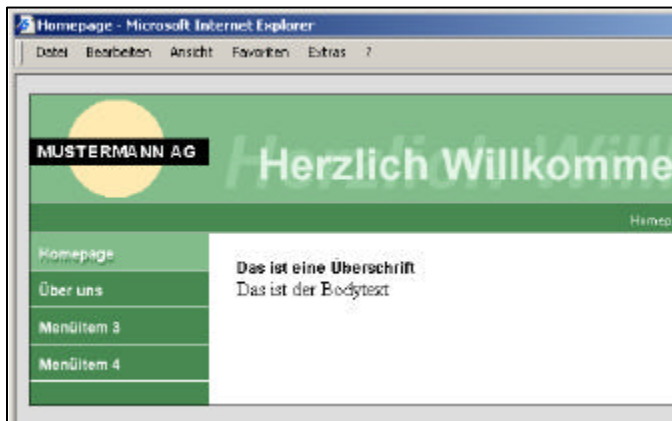 Homepage - Microsoft Internet Explorer
Datei Bearbeiten Ansicht Favoriten Extras ?
MUSTERMANN AG
Herzlich Willkomme
Homep
Homepage
Über uns
Menüitem 3
Menüitem 4
Das ist eine Überschrift
Das ist der Bodytext